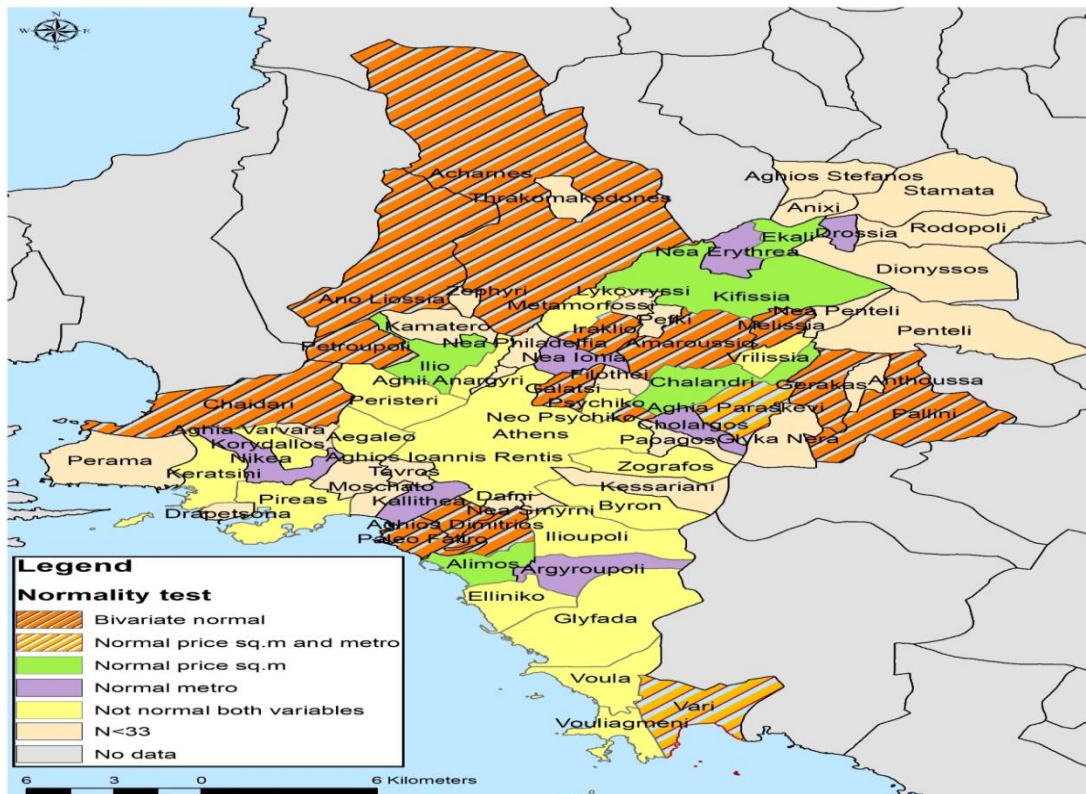 N
W E
S
Acharnes
Thrakomakedones
Aghios Stefanos
Stamata
Anixi
Ekali
Drossia
Rodopoli
Nea Erythrea
Dionyssos
Lykovryssi
Kifissia
Zephyri
Ano Liossia
Metamorfossi
Nea Penteli
Kamatero
Iraklio
Pefki
Melissia
Penteli
Petroupoli
Nea Philadelfia
Amaroussio
Nea Ionia
Vrilissia
Ilio
Filothei
Aghii Anargyri
Galatsi
Chalandri
Gerakas
Anthoussa
Peristeri
Psychiko
Chaidari
Neo Psychiko
Aghia Paraskevi
Pallini
Aghia Varvara
Cholargos
Korydallos
Aegaleo
Athens
Papagos
Glyka Nera
Perama
Nikea
Aghios Ioannis Rentis
Zografos
Keratsini
Tavros
Moschato
Kessariani
Pireas
Kallithea
Dafni
Byron
Drapetsona
Nea Smyrni
Aghios Dimitrios
Paleo Faliro
Ilioupoli
Alimos
Argyroupoli
Elliniko
Glyfada
Voula
Vari
Vouliagmeni
Legend
Normality test
Bivariate normal
Normal price sq.m and metro
Normal price sq.m
Normal metro
Not normal both variables
N<33
No data
6 3 0 6 Kilometers